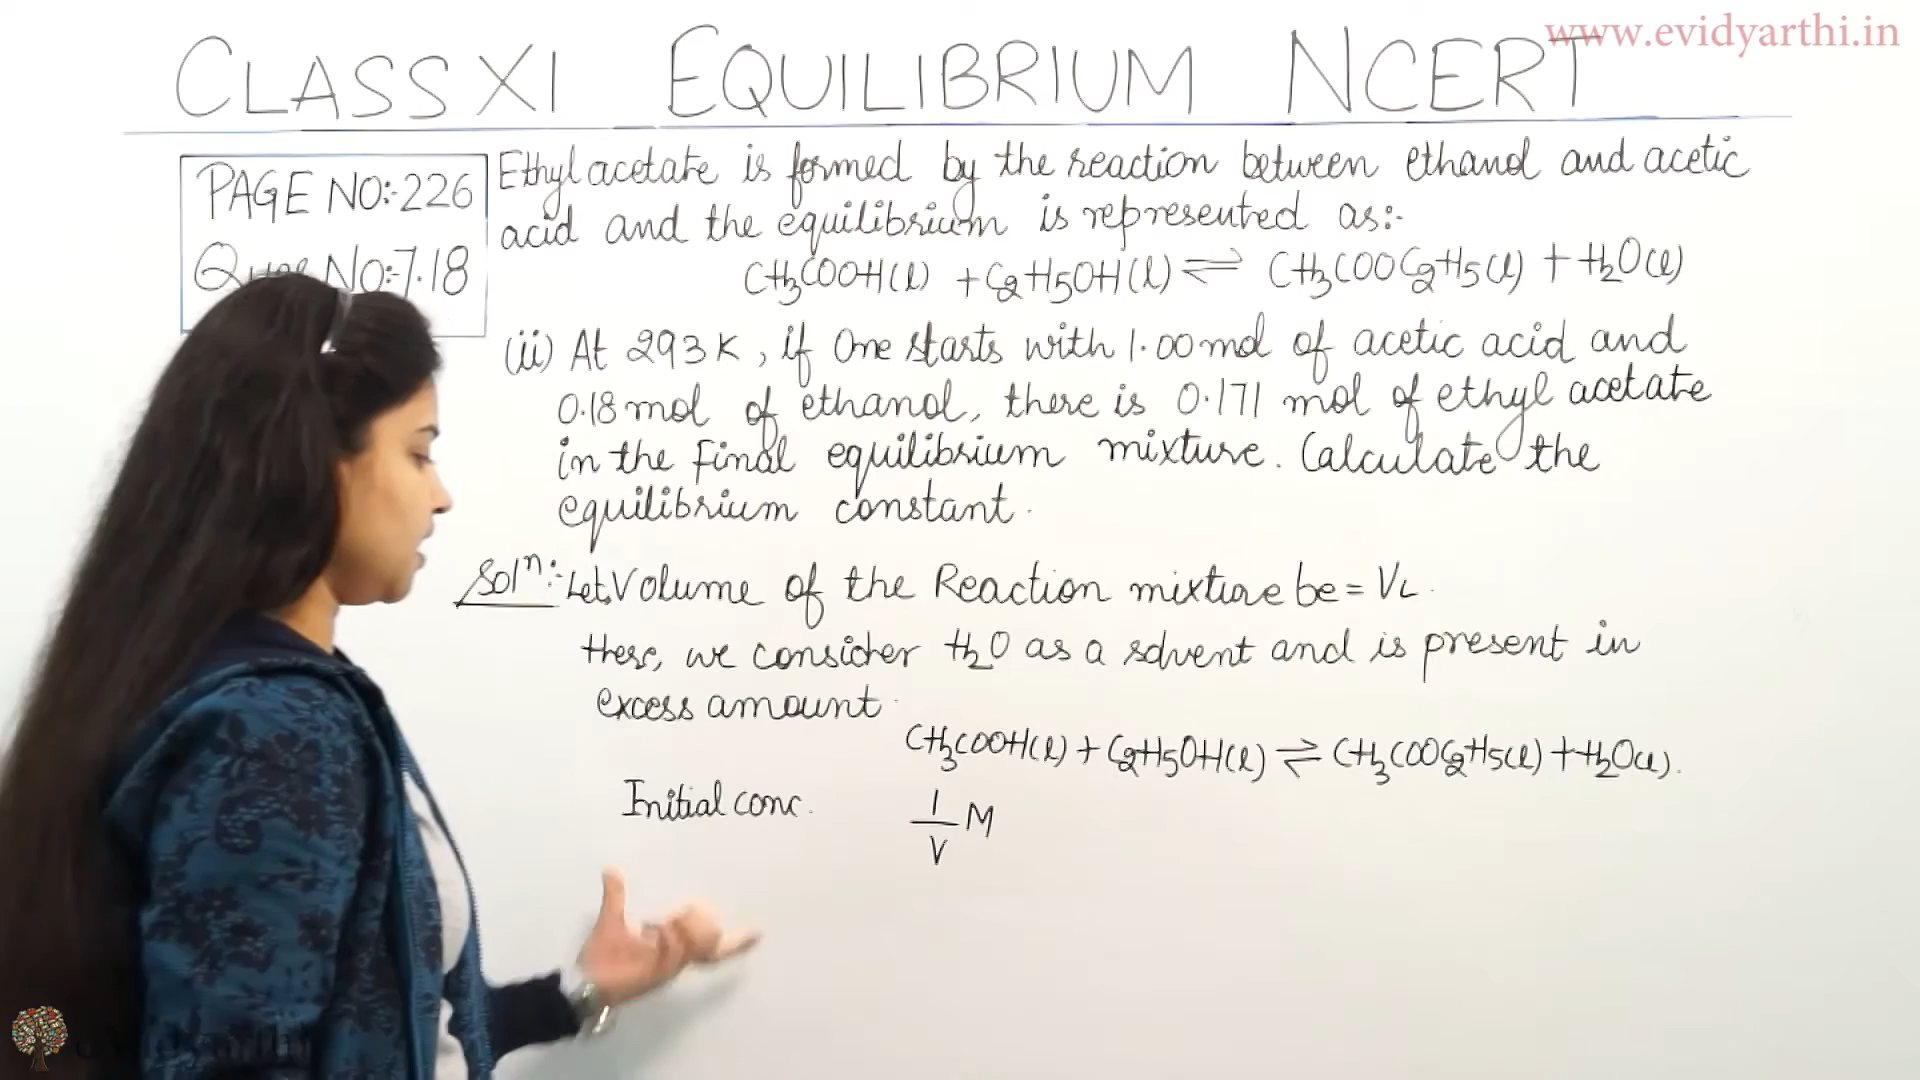 www.evidyarthi.in
CLASS XI EQUILIBRIUM NCERT
PAGE NO:-226
Ques No:-7.18
Ethyl acetate is formed by the reaction between ethanol and acetic
acid and the equilibrium is represented as:-
CH3COOH(l) + C2H5OH(l) ⇌ CH3COOC2H5(l) + H2O(l)
(ii) At 293K, if one starts with 1.00 mol of acetic acid and
0.18 mol of ethanol, there is 0.171 mol of ethyl acetate
in the final equilibrium mixture. Calculate the
equilibrium constant.
Solⁿ:- Let, Volume of the Reaction mixture be = VL.
Here, we consider H2O as a solvent and is present in
excess amount.
CH3COOH(l) + C2H5OH(l) ⇌ CH3COOC2H5(l) + H2O(l).
Initial conc. 1/V M